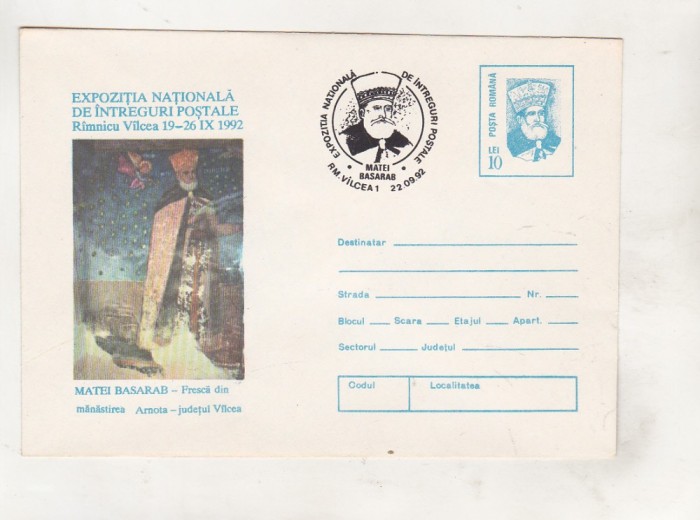 EXPOZIȚIA NAȚIONALĂ
DE ÎNTREGURI POȘTALE
Rîmnicu Vîlcea 19–26 IX 1992
MATEI BASARAB – Frescă din
mănăstirea Arnota – județul Vîlcea
EXPOZIȚIA NAȚIONALĂ DE ÎNTREGURI POȘTALE
MATEI
BASARAB
RM. VÎLCEA 1 22.09.92
POȘTA ROMÂNĂ
LEI
10
Destinatar
Strada Nr.
Blocul Scara Etajul Apart.
Sectorul Județul
Codul Localitatea